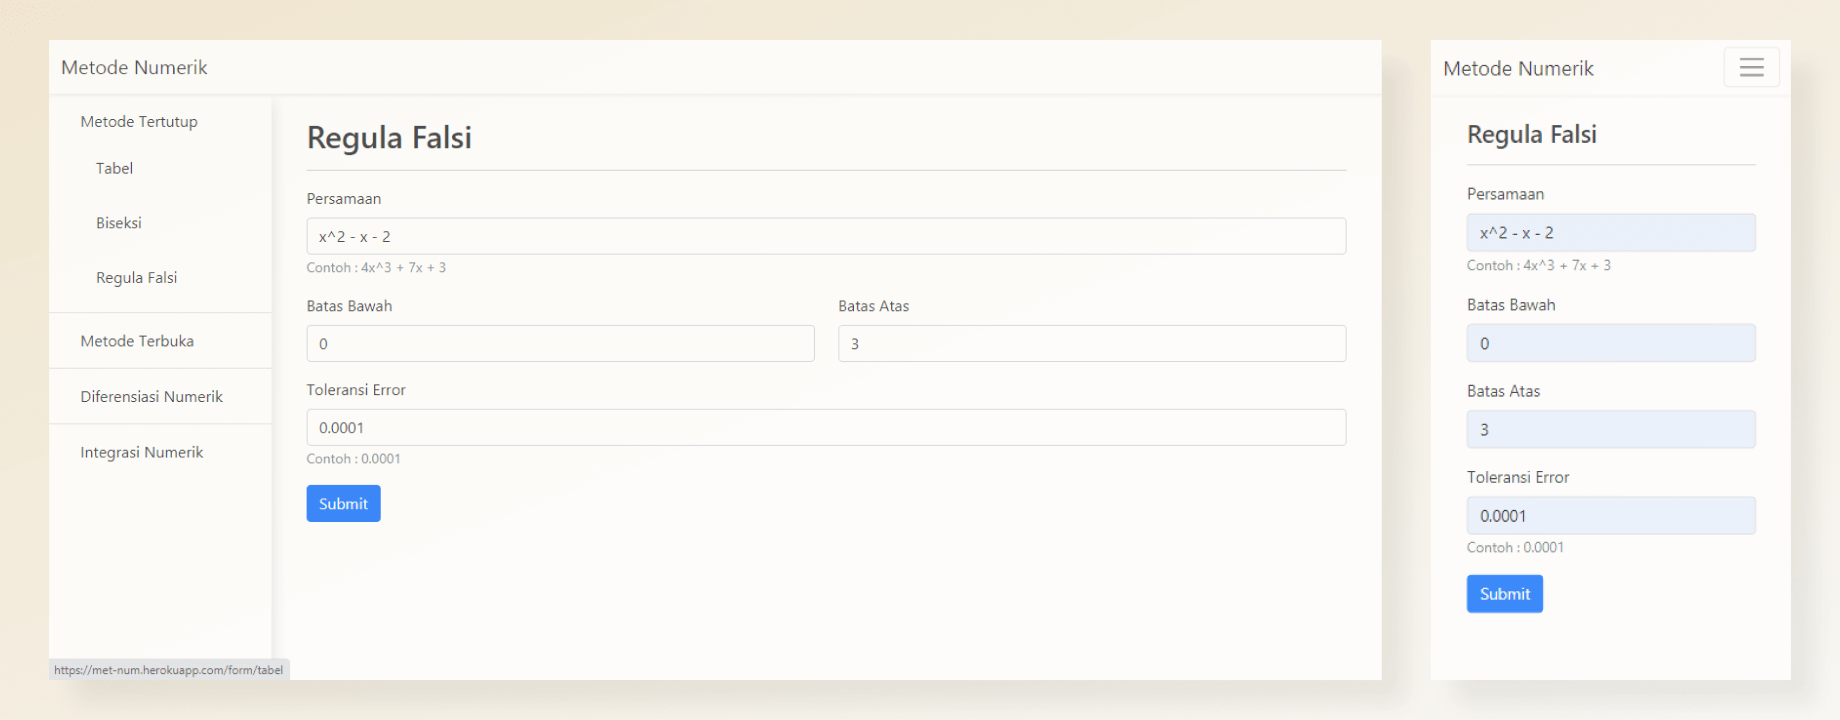 Metode Numerik
Metode Tertutup
Tabel
Biseksi
Regula Falsi
Metode Terbuka
Diferensiasi Numerik
Integrasi Numerik
https://met-num.herokuapp.com/form/tabel
Regula Falsi
Persamaan
x^2 - x - 2
Contoh : 4x^3 + 7x + 3
Batas Bawah
0
Batas Atas
3
Toleransi Error
0.0001
Contoh : 0.0001
Submit
Metode Numerik
Regula Falsi
Persamaan
x^2 - x - 2
Contoh : 4x^3 + 7x + 3
Batas Bawah
0
Batas Atas
3
Toleransi Error
0.0001
Contoh : 0.0001
Submit